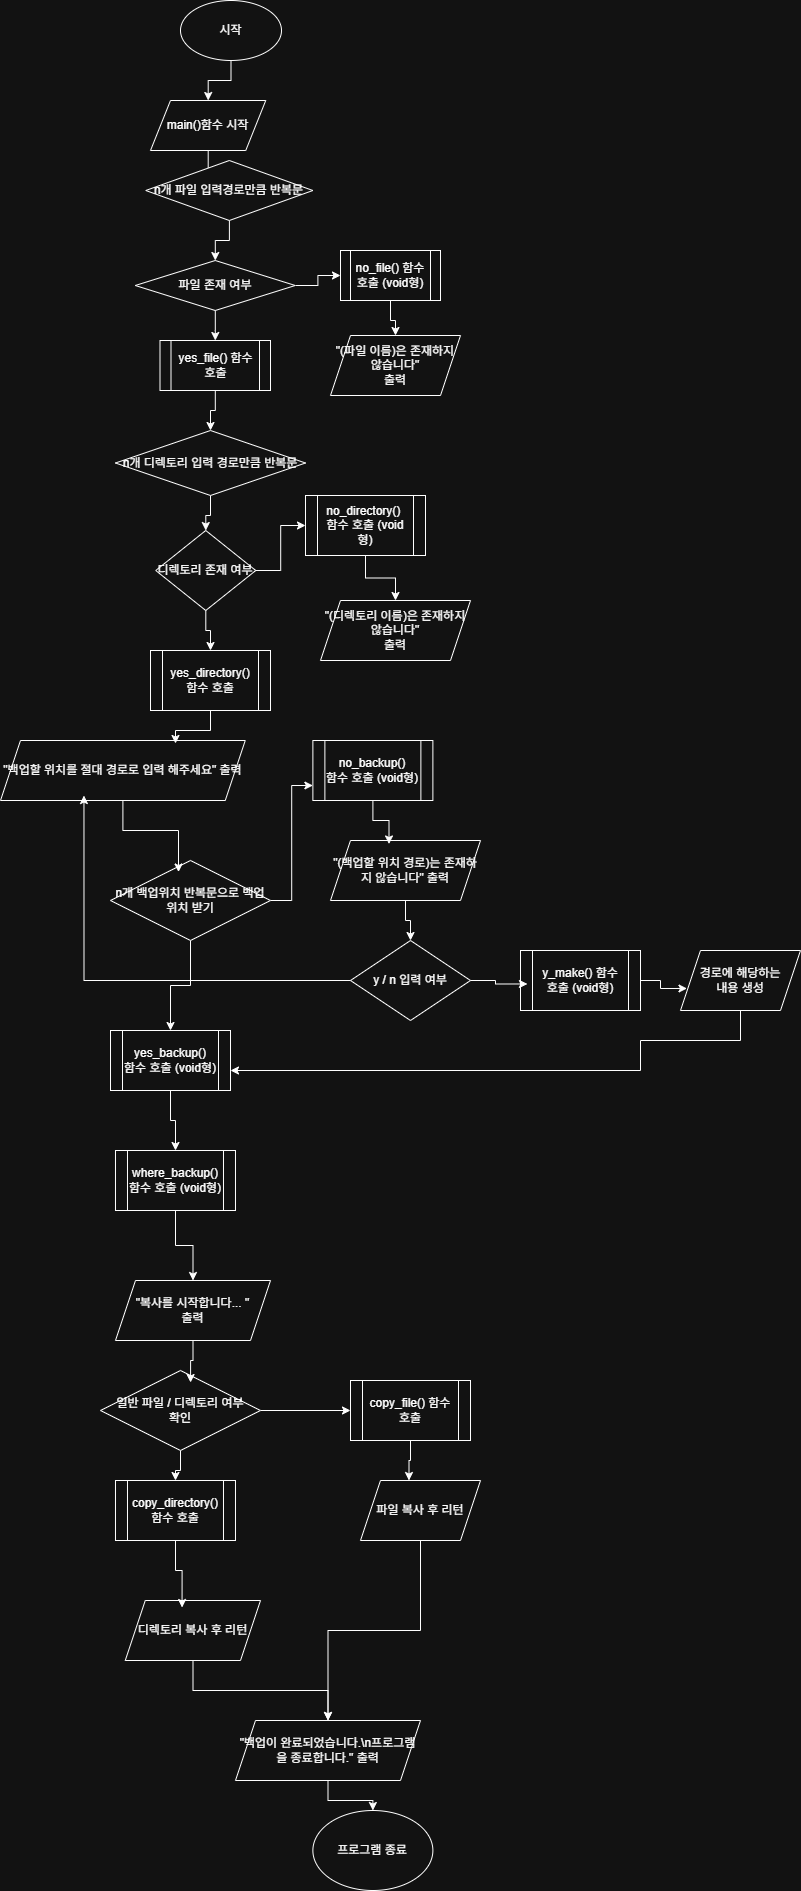 시작
main()함수 시작
n개 파일 입력경로만큼 반복문
파일 존재 여부
no_file() 함수
호출 (void형)
"(파일 이름)은 존재하지
않습니다"
출력
yes_file() 함수
호출
n개 디렉토리 입력 경로만큼 반복문
no_directory()
함수 호출 (void
형)
디렉토리 존재 여부
"(디렉토리 이름)은 존재하지
않습니다"
출력
yes_directory()
함수 호출
"백업할 위치를 절대 경로로 입력 해주세요" 출력
no_backup()
함수 호출 (void형)
"(백업할 위치 경로)는 존재하
지 않습니다" 출력
n개 백업위치 반복문으로 백업
위치 받기
y / n 입력 여부
y_make() 함수
호출 (void형)
경로에 해당하는
내용 생성
yes_backup()
함수 호출 (void형)
where_backup()
함수 호출 (void형)
"복사를 시작합니다... "
출력
일반 파일 / 디렉토리 여부
확인
copy_file() 함수
호출
copy_directory()
함수 호출
파일 복사 후 리턴
디렉토리 복사 후 리턴
"백업이 완료되었습니다.\n프로그램
을 종료합니다." 출력
프로그램 종료